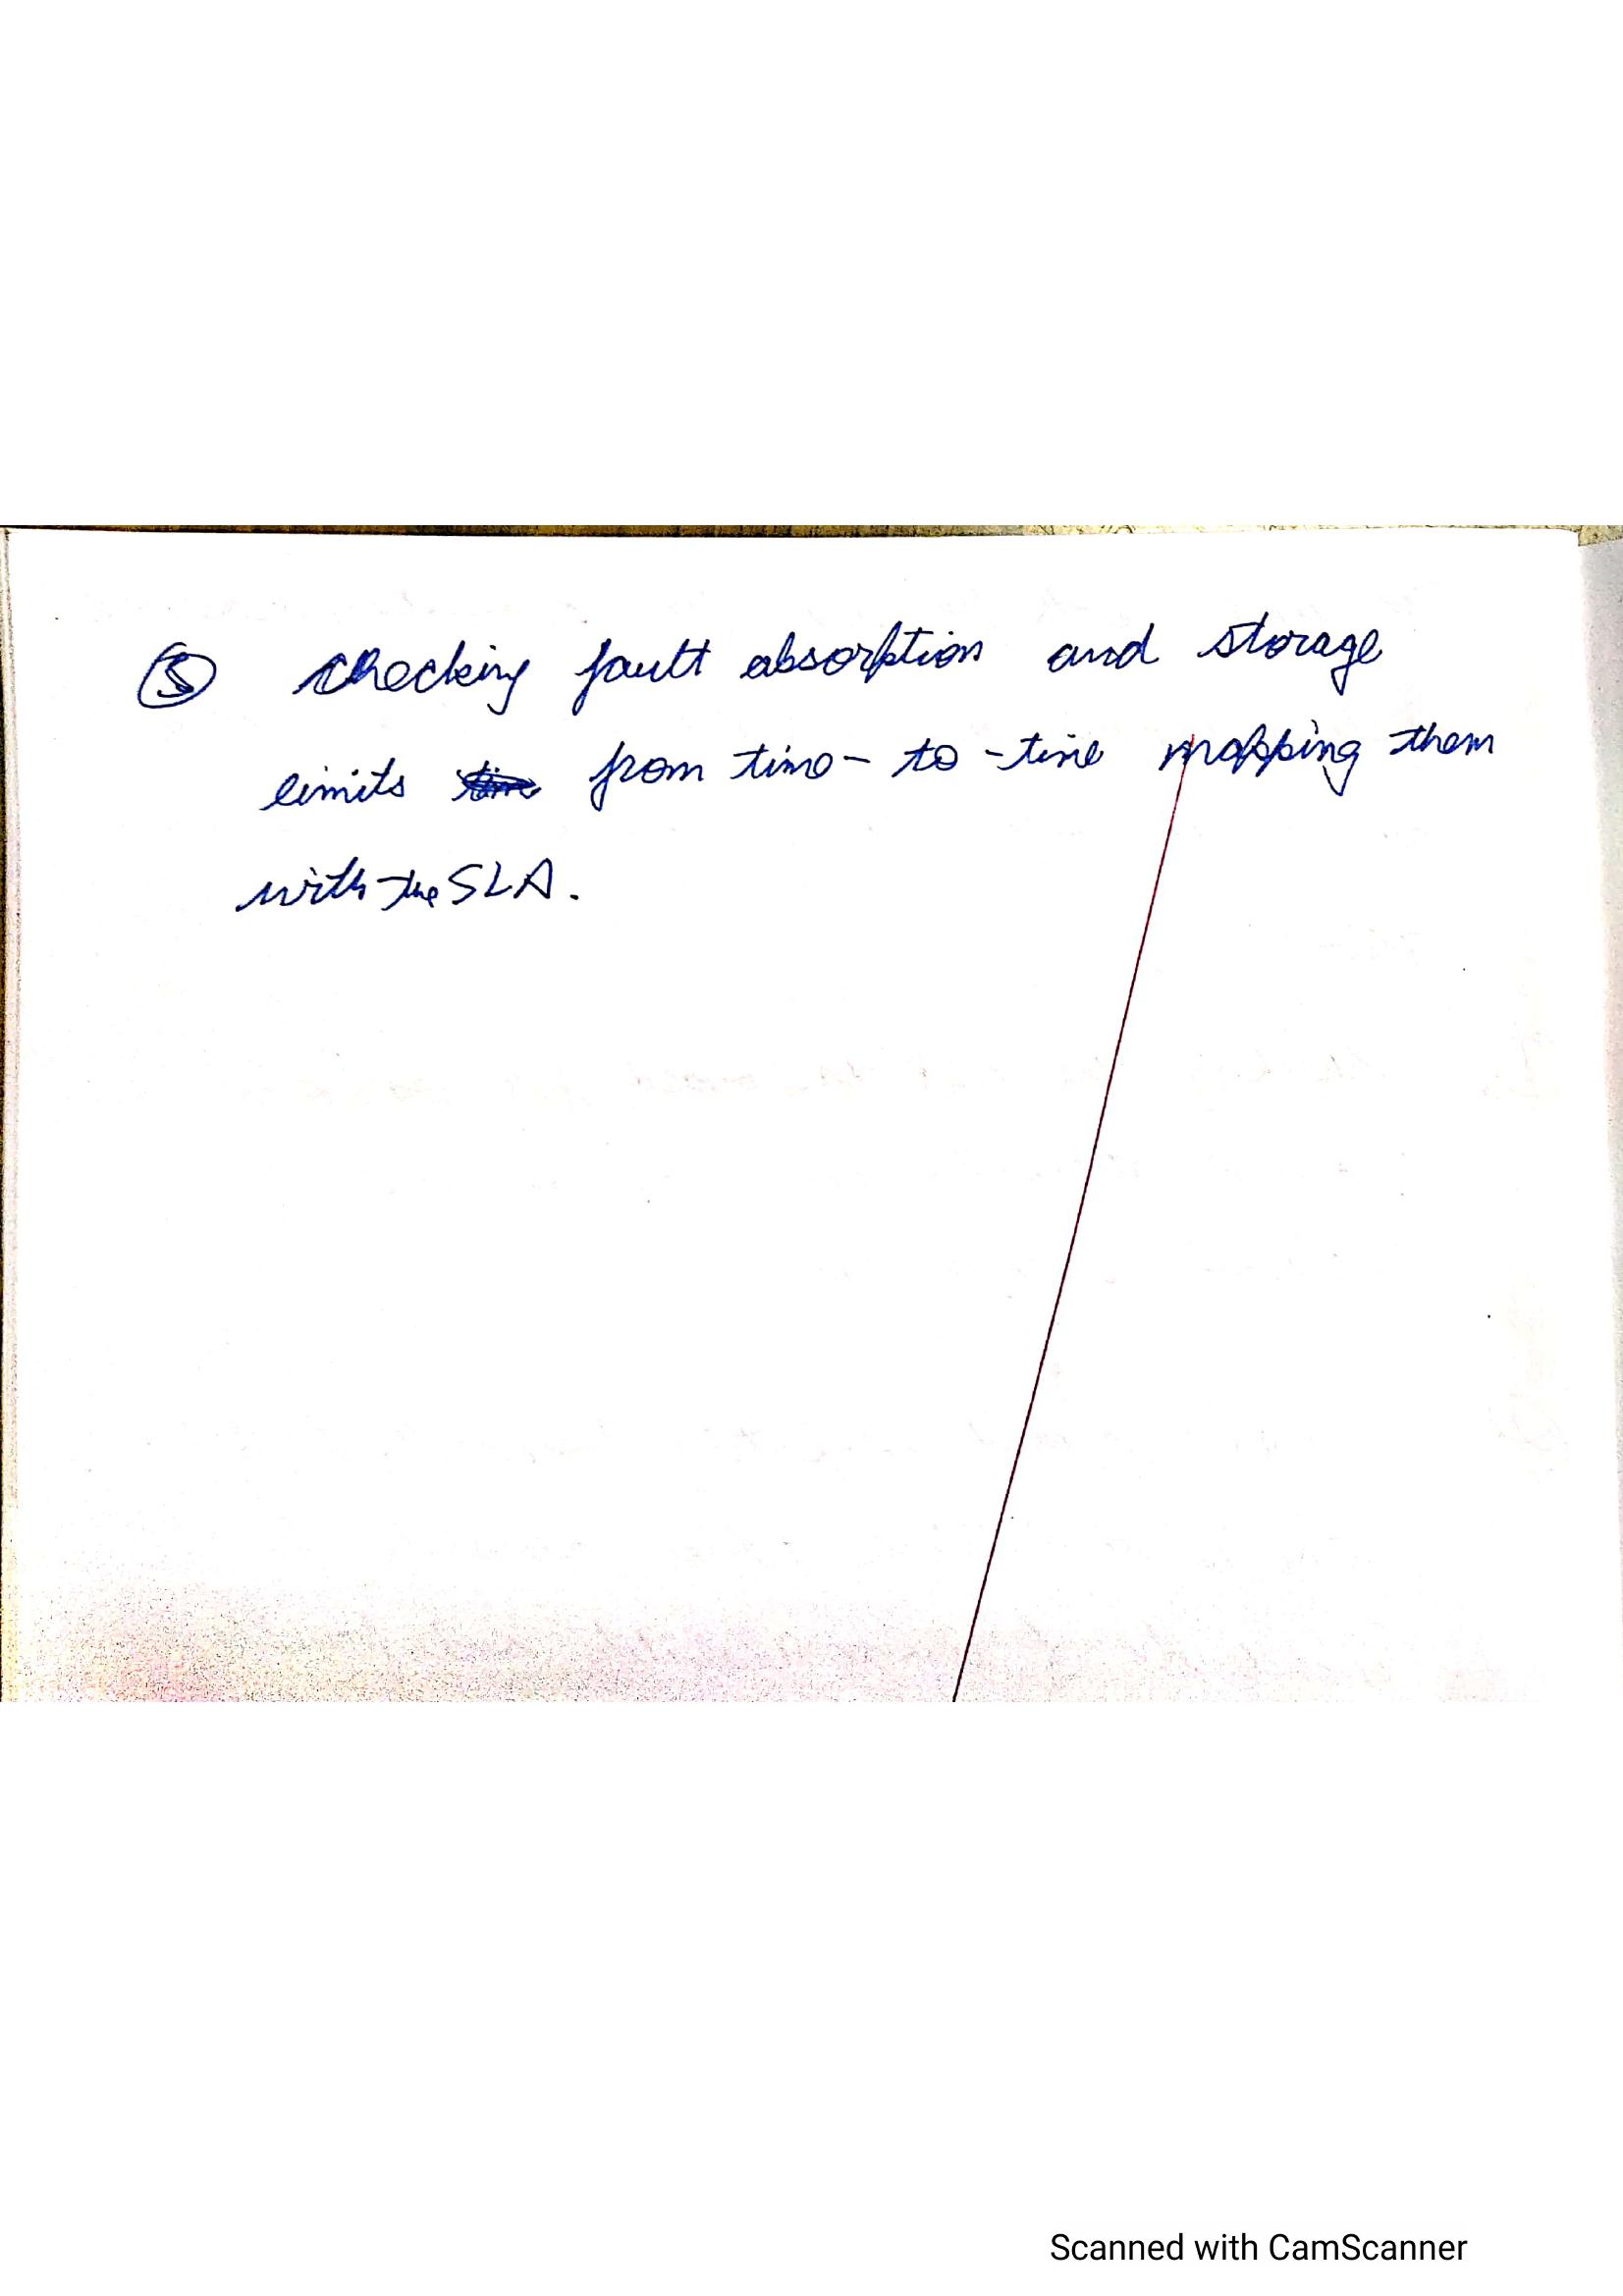 ⑤ checking fault absorption and storage
limits from time - to - time mapping them
with the SLA.
Scanned with CamScanner